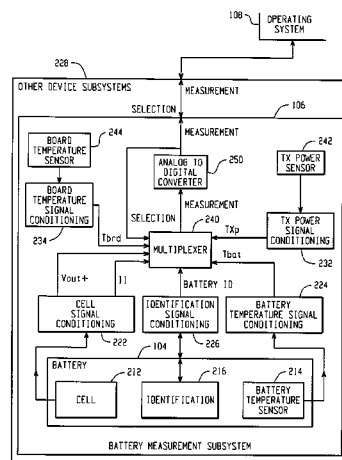 108
OPERATING
SYSTEM
228
OTHER DEVICE SUBSYSTEMS
MEASUREMENT
SELECTION
106
MEASUREMENT
244
BOARD
TEMPERATURE
SENSOR
250
ANALOG TO
DIGITAL
CONVERTER
242
TX POWER
SENSOR
BOARD
TEMPERATURE
SIGNAL
CONDITIONING
234
SELECTION
MEASUREMENT
240
TXp
TX POWER
SIGNAL
CONDITIONING
232
Tbrd
MULTIPLEXER
Tbat
Vout+
I1
BATTERY ID
224
CELL
SIGNAL
CONDITIONING
222
IDENTIFICATION
SIGNAL
CONDITIONING
226
BATTERY
TEMPERATURE SIGNAL
CONDITIONING
BATTERY
104
212
216
214
CELL
IDENTIFICATION
BATTERY
TEMPERATURE
SENSOR
BATTERY MEASUREMENT SUBSYSTEM